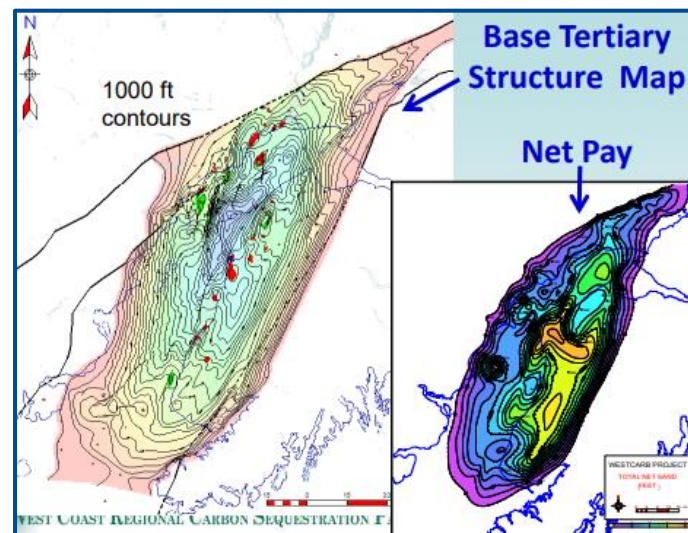 N
1000 ft
contours
Base Tertiary
Structure Map
Net Pay
WESTCARB PROJECT
TOTAL NET SAND
(FEET)
WEST COAST REGIONAL CARBON SEQUESTRATION